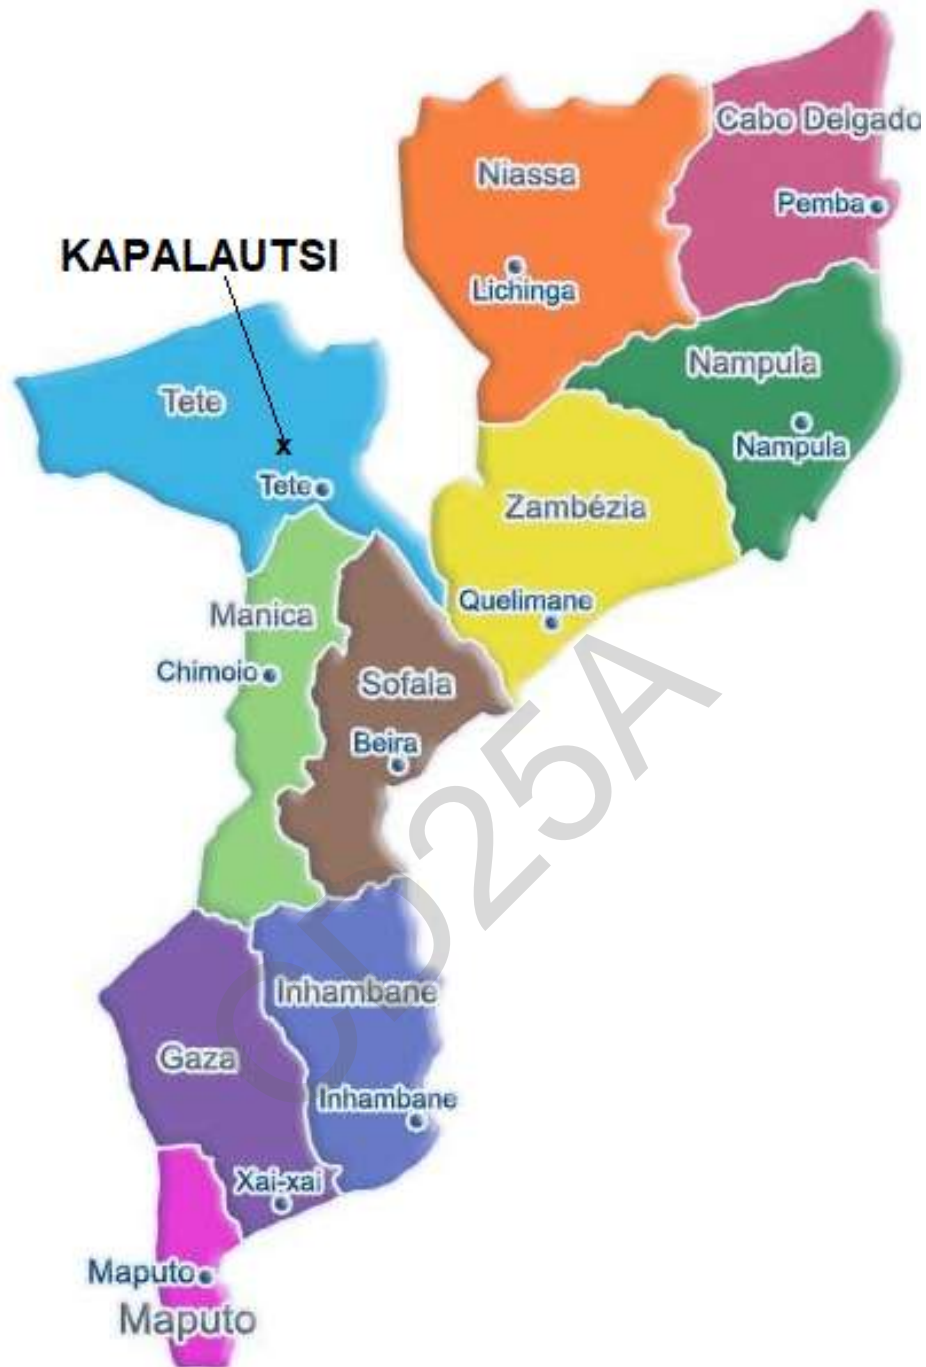 Cabo Delgado
Niassa
Pemba
KAPALAUTSI
Lichinga
Nampula
Tete
x
Nampula
Tete
Zambézia
Quelimane
Manica
Chimoio
Sofala
Beira
OD25A
Inhambane
Gaza
Inhambane
Xai-xai
Maputo
Maputo